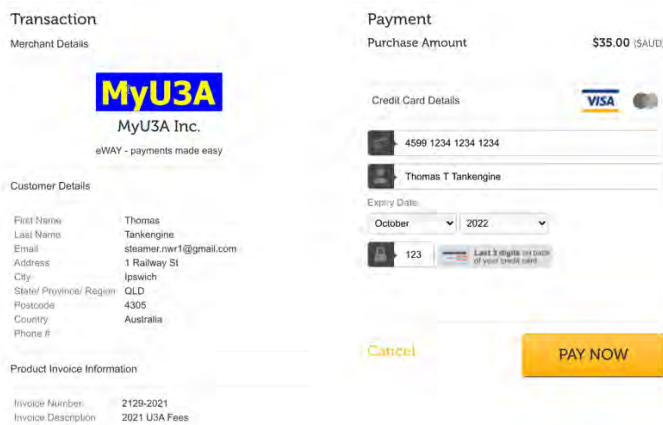 Transaction
Merchant Details
MyU3A
MyU3A Inc.
eWAY - payments made easy
Customer Details
First Name Thomas
Last Name Tankengine
Email steamer.nwr1@gmail.com
Address 1 Railway St
City Ipswich
State/ Province/ Region QLD
Postcode 4305
Country Australia
Phone #
Product Invoice Information
Invoice Number 2129-2021
Invoice Description 2021 U3A Fees
Payment
Purchase Amount $35.00 ($AUD)
Credit Card Details VISA
4599 1234 1234 1234
Thomas T Tankengine
Expiry Date
October 2022
123 Last 3 digits on back
of your credit card
Cancel PAY NOW